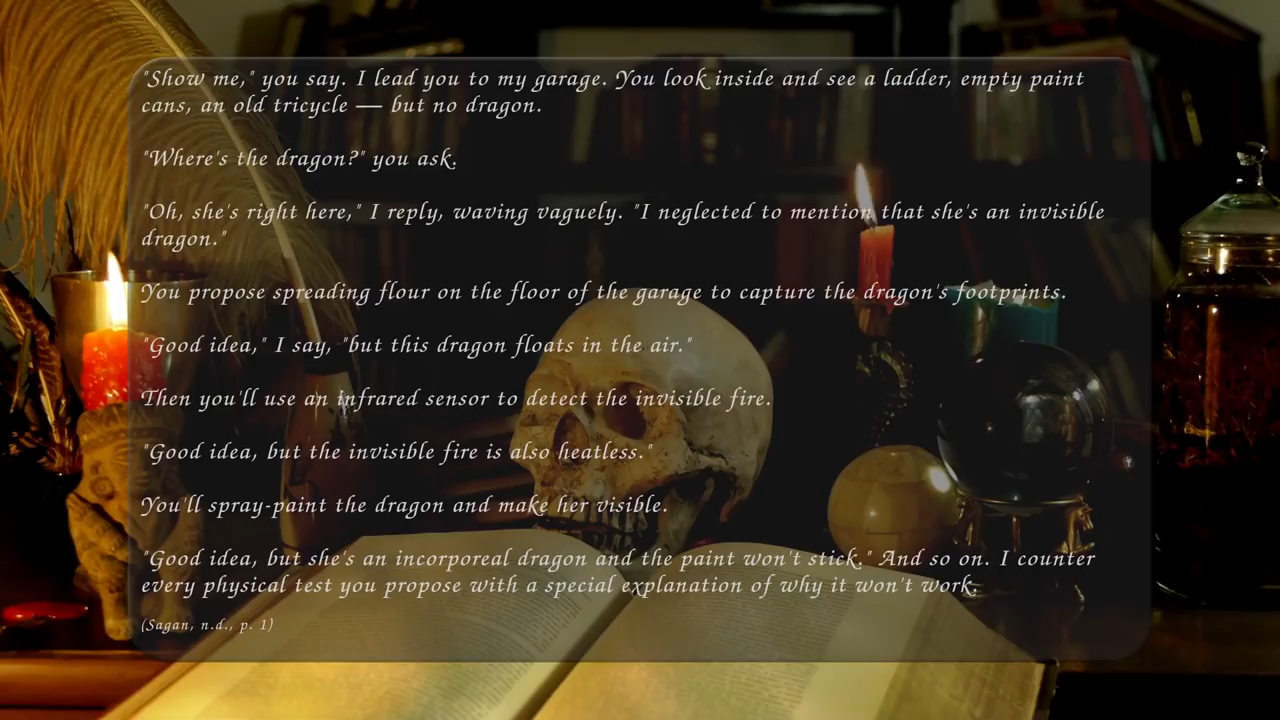 "Show me," you say. I lead you to my garage. You look inside and see a ladder, empty paint
cans, an old tricycle — but no dragon.
"Where's the dragon?" you ask.
"Oh, she's right here," I reply, waving vaguely. "I neglected to mention that she's an invisible
dragon."
You propose spreading flour on the floor of the garage to capture the dragon's footprints.
"Good idea," I say, "but this dragon floats in the air."
Then you'll use an infrared sensor to detect the invisible fire.
"Good idea, but the invisible fire is also heatless."
You'll spray-paint the dragon and make her visible.
"Good idea, but she's an incorporeal dragon and the paint won't stick." And so on. I counter
every physical test you propose with a special explanation of why it won't work.
(Sagan, n.d., p. 1)